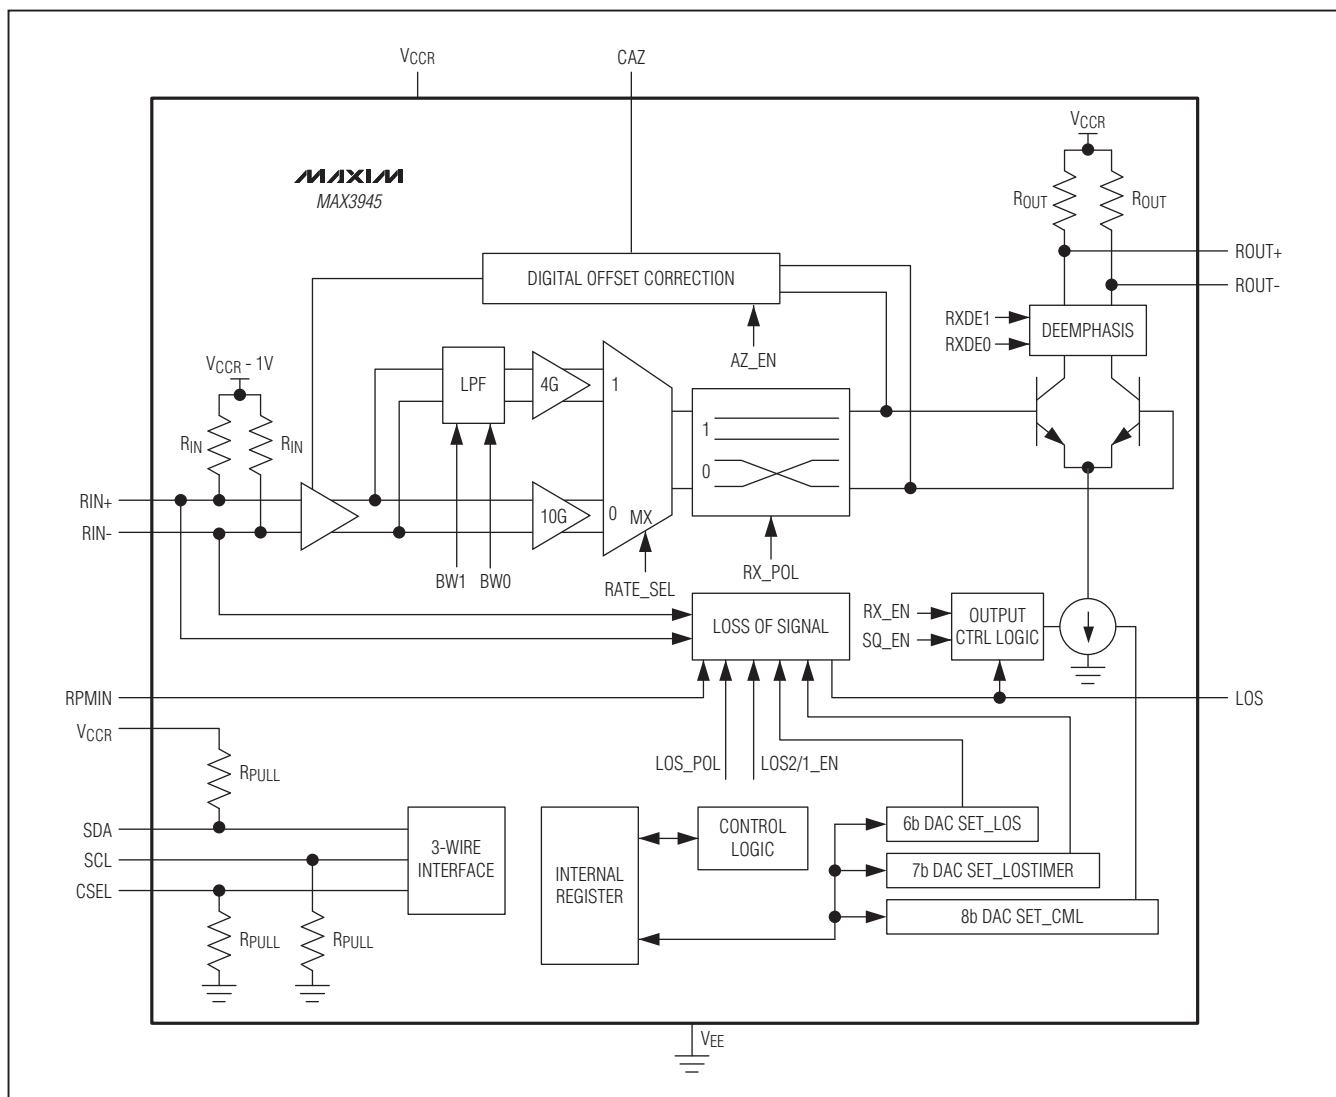 VCCR
CAZ
MAXIM
MAX3945
VCCR
ROUT
ROUT
ROUT+
ROUT-
DIGITAL OFFSET CORRECTION
AZ_EN
RXDE1
RXDE0
DEEMPHASIS
VCCR - 1V
RIN
RIN
LPF
4G
1
1
0
RIN+
RIN-
10G
0
MX
BW1
BW0
RATE_SEL
RX_POL
LOSS OF SIGNAL
RX_EN
SQ_EN
OUTPUT
CTRL LOGIC
RPMIN
LOS
VCCR
RPULL
LOS_POL
LOS2/1_EN
SDA
SCL
CSEL
3-WIRE
INTERFACE
INTERNAL
REGISTER
CONTROL
LOGIC
6b DAC SET_LOS
7b DAC SET_LOSTIMER
8b DAC SET_CML
RPULL
RPULL
VEE